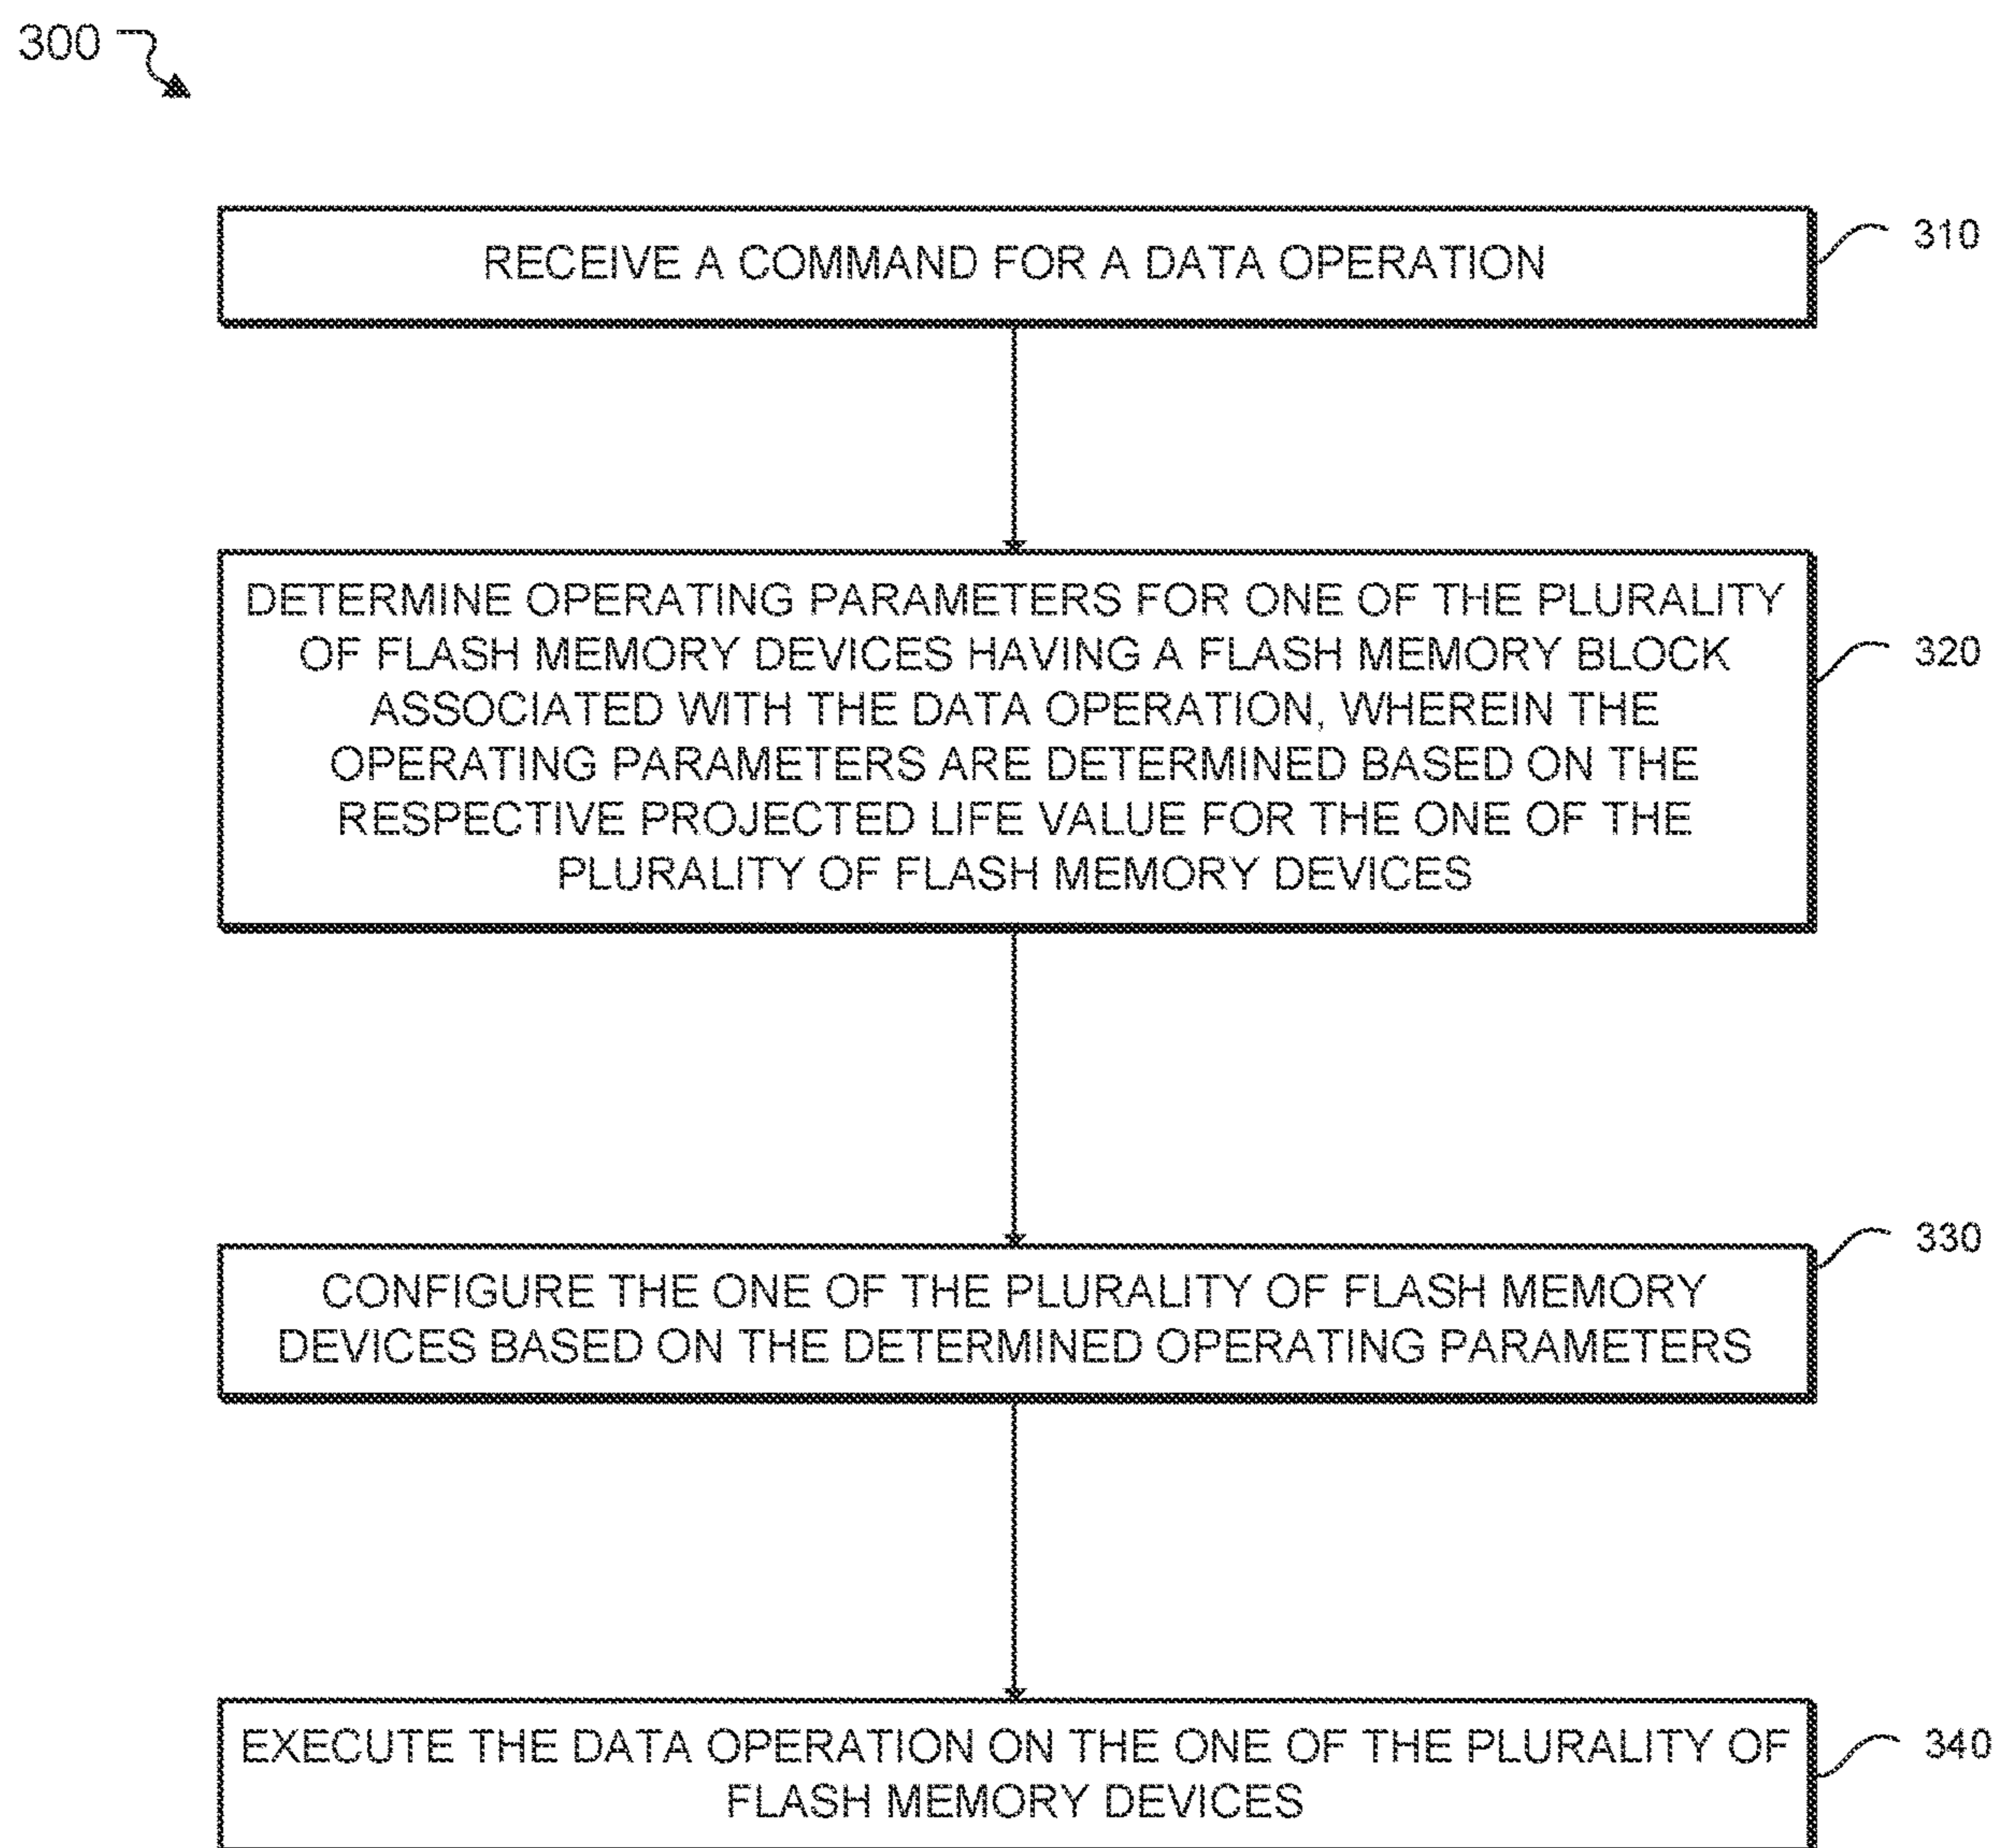 300
RECEIVE A COMMAND FOR A DATA OPERATION
310
DETERMINE OPERATING PARAMETERS FOR ONE OF THE PLURALITY
OF FLASH MEMORY DEVICES HAVING A FLASH MEMORY BLOCK
ASSOCIATED WITH THE DATA OPERATION, WHEREIN THE
OPERATING PARAMETERS ARE DETERMINED BASED ON THE
RESPECTIVE PROJECTED LIFE VALUE FOR THE ONE OF THE
PLURALITY OF FLASH MEMORY DEVICES
320
CONFIGURE THE ONE OF THE PLURALITY OF FLASH MEMORY
DEVICES BASED ON THE DETERMINED OPERATING PARAMETERS
330
EXECUTE THE DATA OPERATION ON THE ONE OF THE PLURALITY OF
FLASH MEMORY DEVICES
340